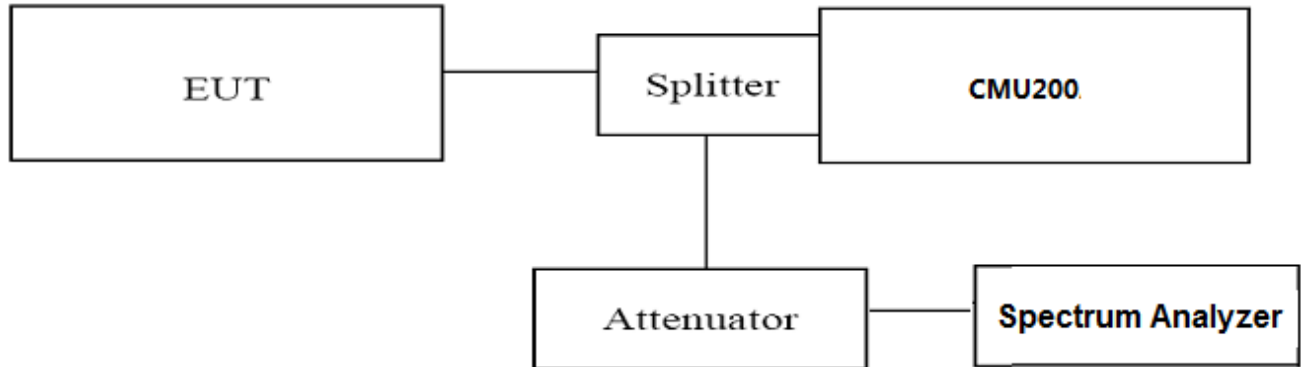 EUT
Splitter
CMU200
Attenuator
Spectrum Analyzer